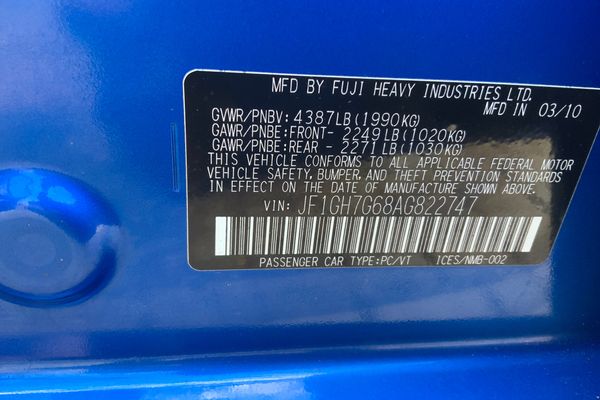 MFD BY FUJI HEAVY INDUSTRIES LTD.
MFD IN 03/10
GVWR/PNBV: 4387LB(1990KG)
GAWR/PNBE: FRONT- 2249LB(1020KG)
GAWR/PNBE: REAR - 2271LB(1030KG)
THIS VEHICLE CONFORMS TO ALL APPLICABLE FEDERAL MOTOR
VEHICLE SAFETY, BUMPER, AND THEFT PREVENTION STANDARDS
IN EFFECT ON THE DATE OF MANUFACTURE SHOWN ABOVE.
VIN: JF1GH7G68AG822747
PASSENGER CAR TYPE:PC/VT ICES/NMB-002